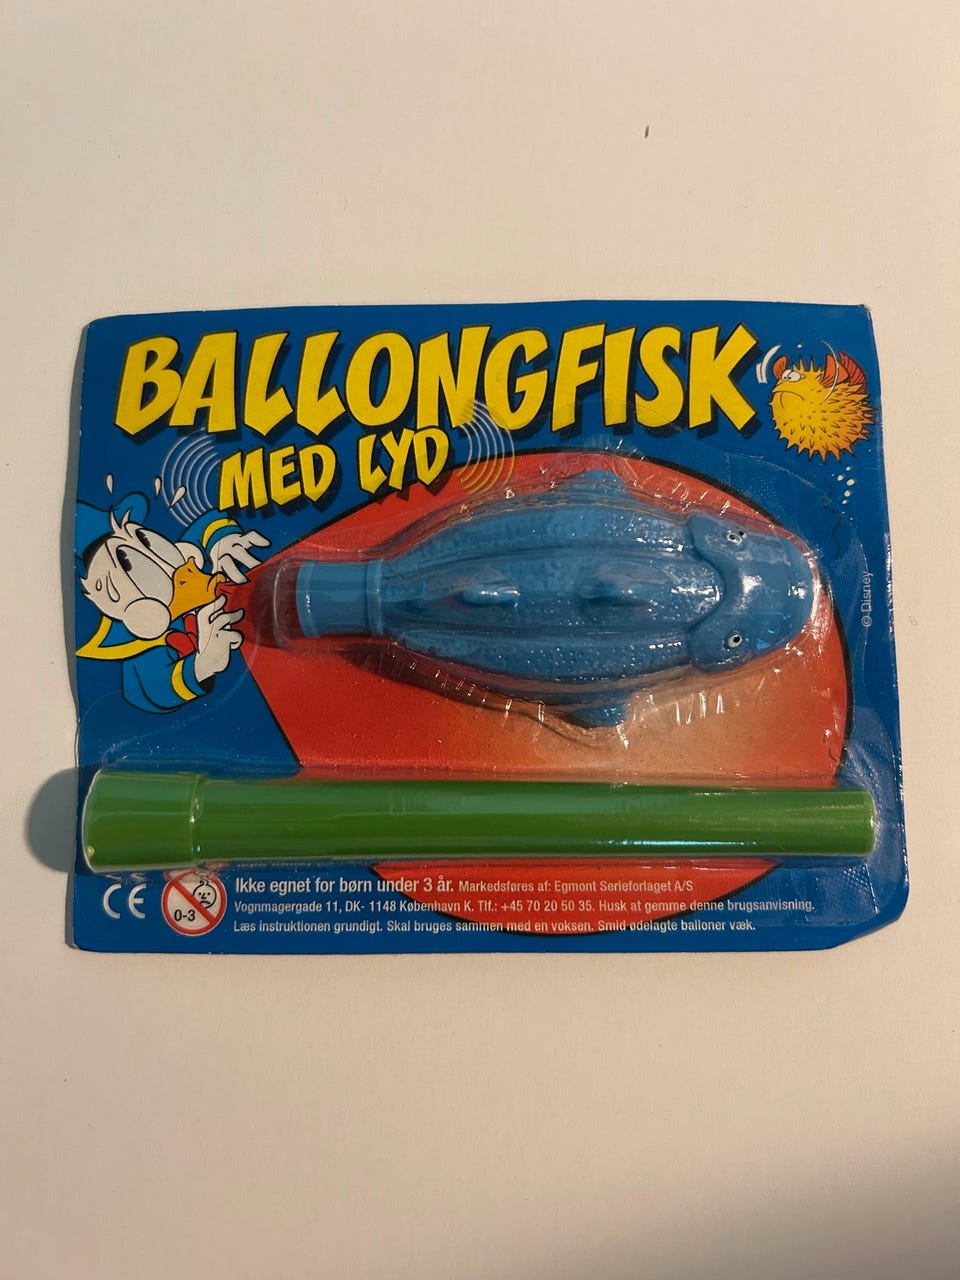 BALLONGFISK
MED LYD
© Disney
CE
0-3
Ikke egnet for børn under 3 år. Markedsføres af: Egmont Serieforlaget A/S
Vognmagergade 11, DK- 1148 København K. Tlf.: +45 70 20 50 35. Husk at gemme denne brugsanvisning.
Læs instruktionen grundigt. Skal bruges sammen med en voksen. Smid ødelagte balloner væk.